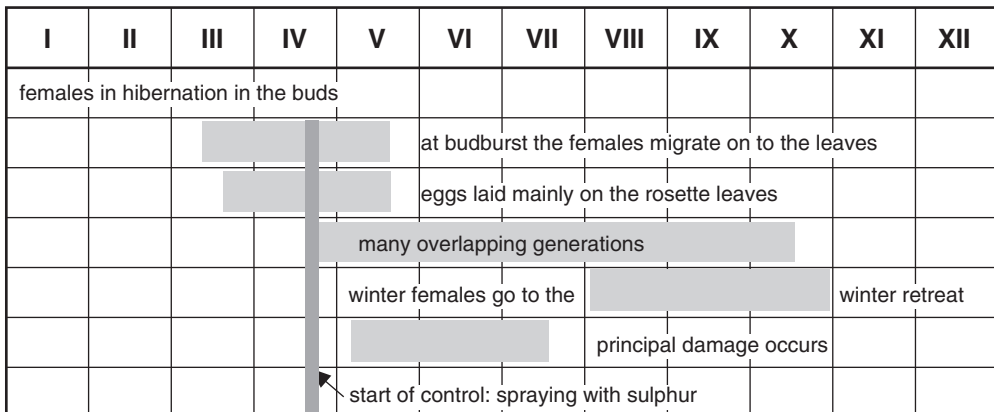 I II III IV V VI VII VIII IX X XI XII
females in hibernation in the buds
at budburst the females migrate on to the leaves
eggs laid mainly on the rosette leaves
many overlapping generations
winter females go to the winter retreat
principal damage occurs
start of control: spraying with sulphur